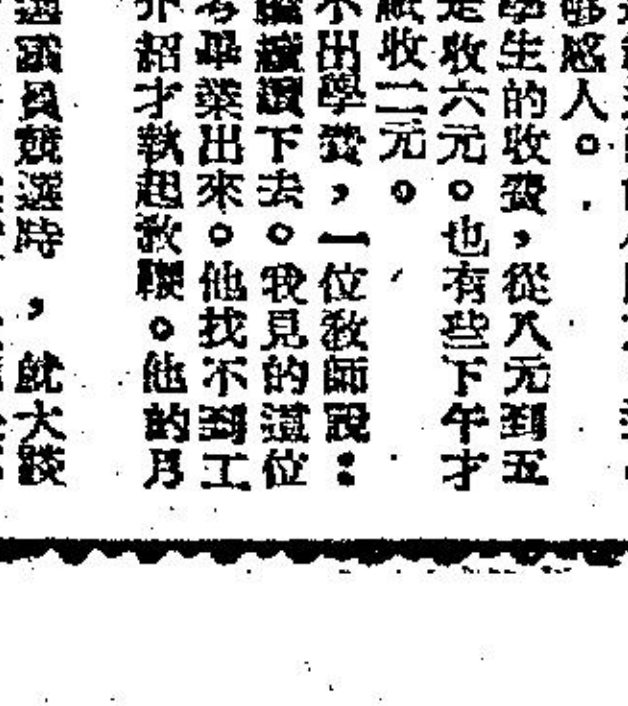 够感人。
學生的收費，從八元到五
是收六元。也有些下午才
收二元。
不出學費，一位教師說：
繼續讀下去。我見的這位
畢業出來。他找不到工
介紹才執起教鞭。他的月
議員競選時，就大談